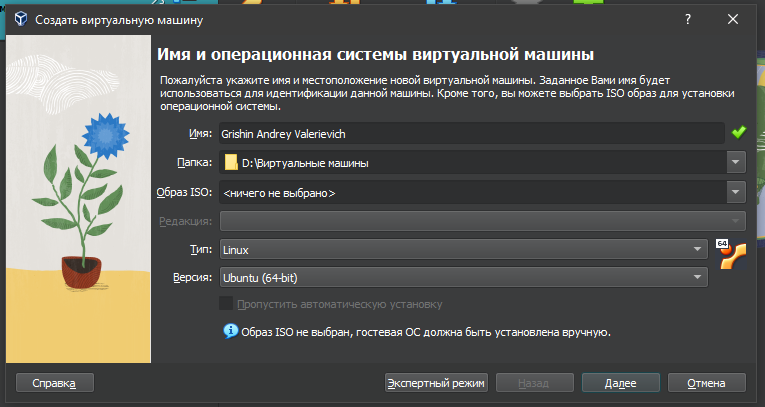 Создать виртуальную машину
Имя и операционная системы виртуальной машины
Пожалуйста укажите имя и местоположение новой виртуальной машины. Заданное Вами имя будет
использоваться для идентификации данной машины. Кроме того, вы можете выбрать ISO образ для установки
операционной системы.
Имя: Grishin Andrey Valerievich
Папка: D:\Виртуальные машины
Образ ISO: <ничего не выбрано>
Редакция:
Тип: Linux
64
Версия: Ubuntu (64-bit)
Пропустить автоматическую установку
Образ ISO не выбран, гостевая ОС должна быть установлена вручную.
Справка Экспертный режим Назад Далее Отмена